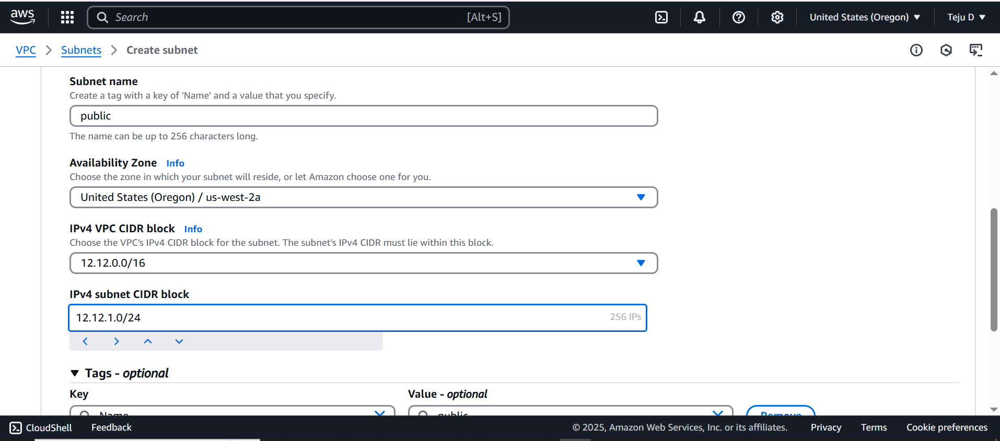 aws Search [Alt+S] United States (Oregon) Teju D
VPC Subnets Create subnet
Subnet name
Create a tag with a key of 'Name' and a value that you specify.
public
The name can be up to 256 characters long.
Availability Zone Info
Choose the zone in which your subnet will reside, or let Amazon choose one for you.
United States (Oregon) / us-west-2a
IPv4 VPC CIDR block Info
Choose the VPC's IPv4 CIDR block for the subnet. The subnet's IPv4 CIDR must lie within this block.
12.12.0.0/16
IPv4 subnet CIDR block
12.12.1.0/24 256 IPs
Tags - optional
Key Value - optional
Name public Remove
CloudShell Feedback © 2025, Amazon Web Services, Inc. or its affiliates. Privacy Terms Cookie preferences